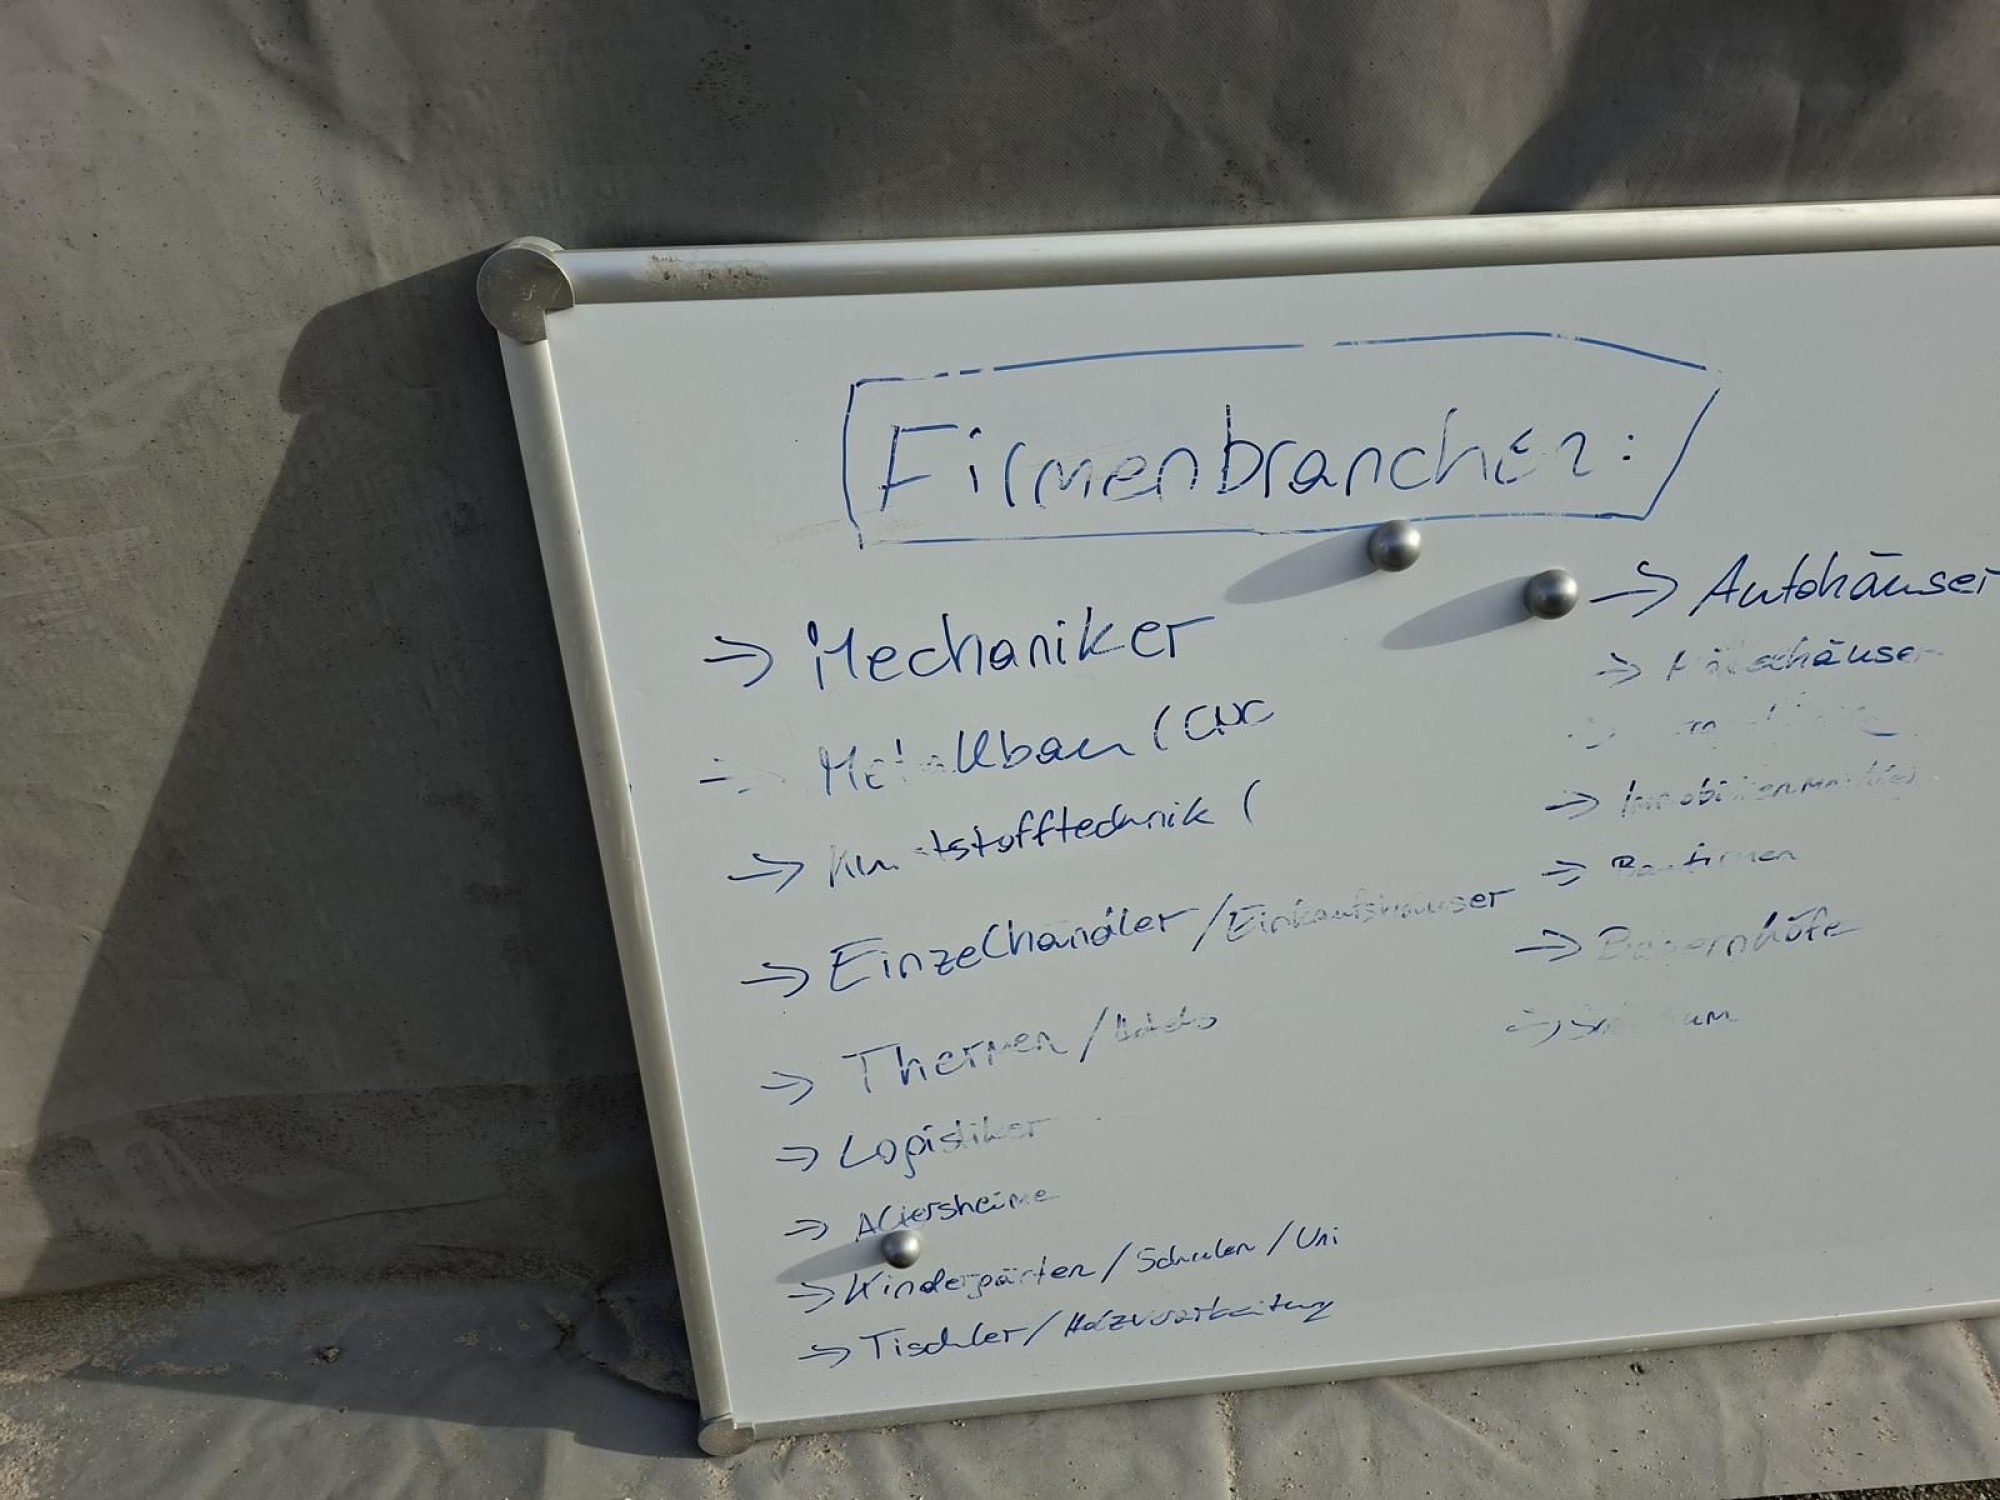 Firmenbranchen:
→ Mechaniker
→ Metallbau (CNC
→ Kunststofftechnik (
→ Einzelhändler / Einkaufshäuser
→ Thermen / Hotels
→ Logistiker
→ Altersheime
→ Kindergärten / Schulen / Uni
→ Tischler / Holzverarbeitung
→ Autohäuser
→
→ Immobilienmakler
→ Baufirmen
→ Bauernhöfe